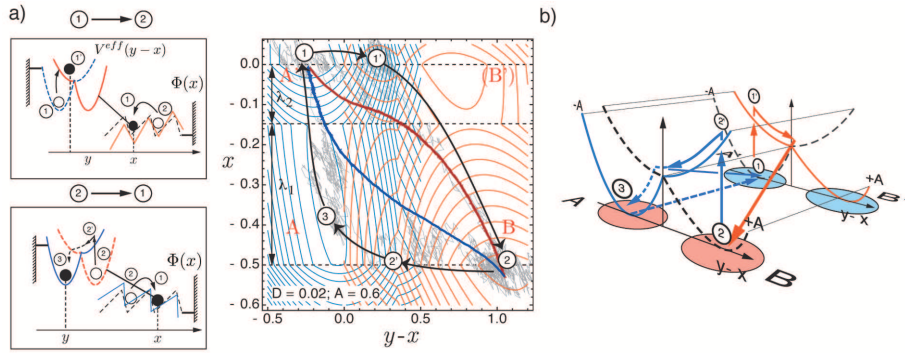 a)
① → ②
V^{eff}(y−x)
Φ(x)
① ① ① ②
y x
② → ①
③ ② ② ①
Φ(x)
y x
① ①'
A (B')
λ₂
λ₁
③
A B
2' ②
D = 0.02; A = 0.6
0.0
- 0.1
- 0.2
- 0.3
- 0.4
- 0.5
- 0.6
x
-0.5 0.0 0.5 1.0
y−x
b)
-A -A
① ②
③ ①
+A
A B
y-x
② +A
y-x
B